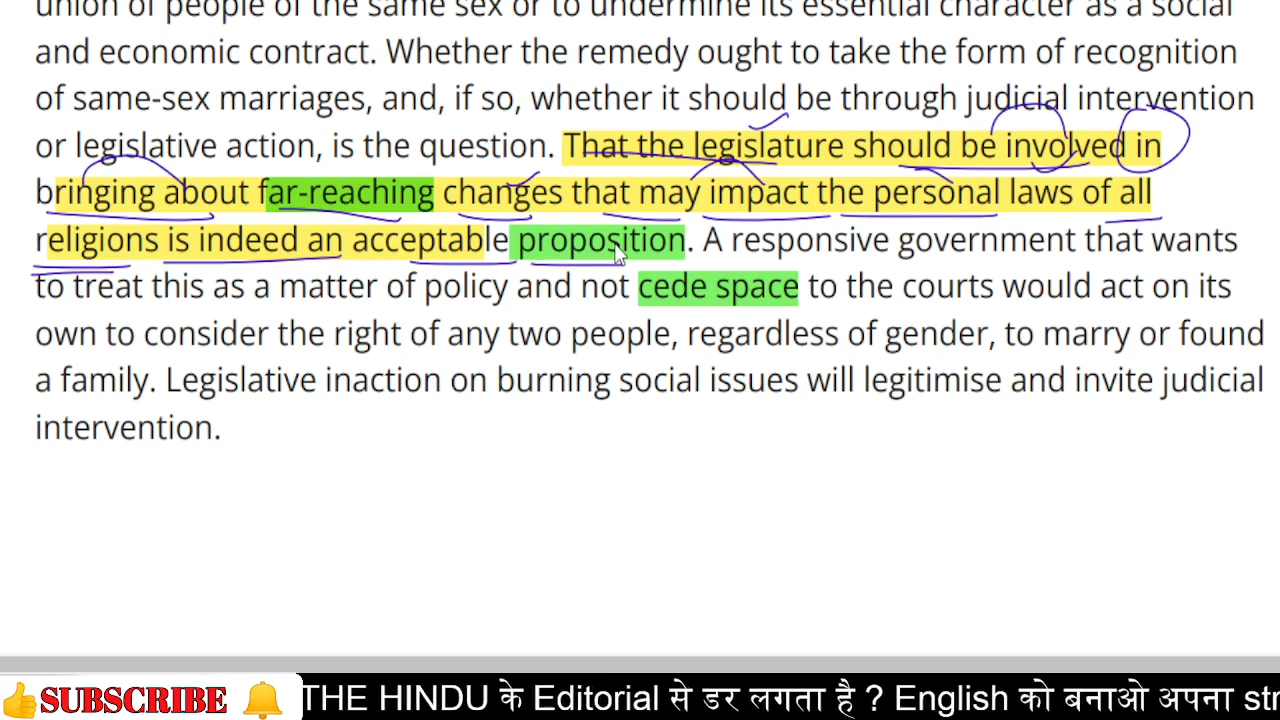 union of people of the same sex or to undermine its essential character as a social
and economic contract. Whether the remedy ought to take the form of recognition
of same-sex marriages, and, if so, whether it should be through judicial intervention
or legislative action, is the question. That the legislature should be involved in
bringing about far-reaching changes that may impact the personal laws of all
religions is indeed an acceptable proposition. A responsive government that wants
to treat this as a matter of policy and not cede space to the courts would act on its
own to consider the right of any two people, regardless of gender, to marry or found
a family. Legislative inaction on burning social issues will legitimise and invite judicial
intervention.
SUBSCRIBE THE HINDU के Editorial से डर लगता है ? English को बनाओ अपना str